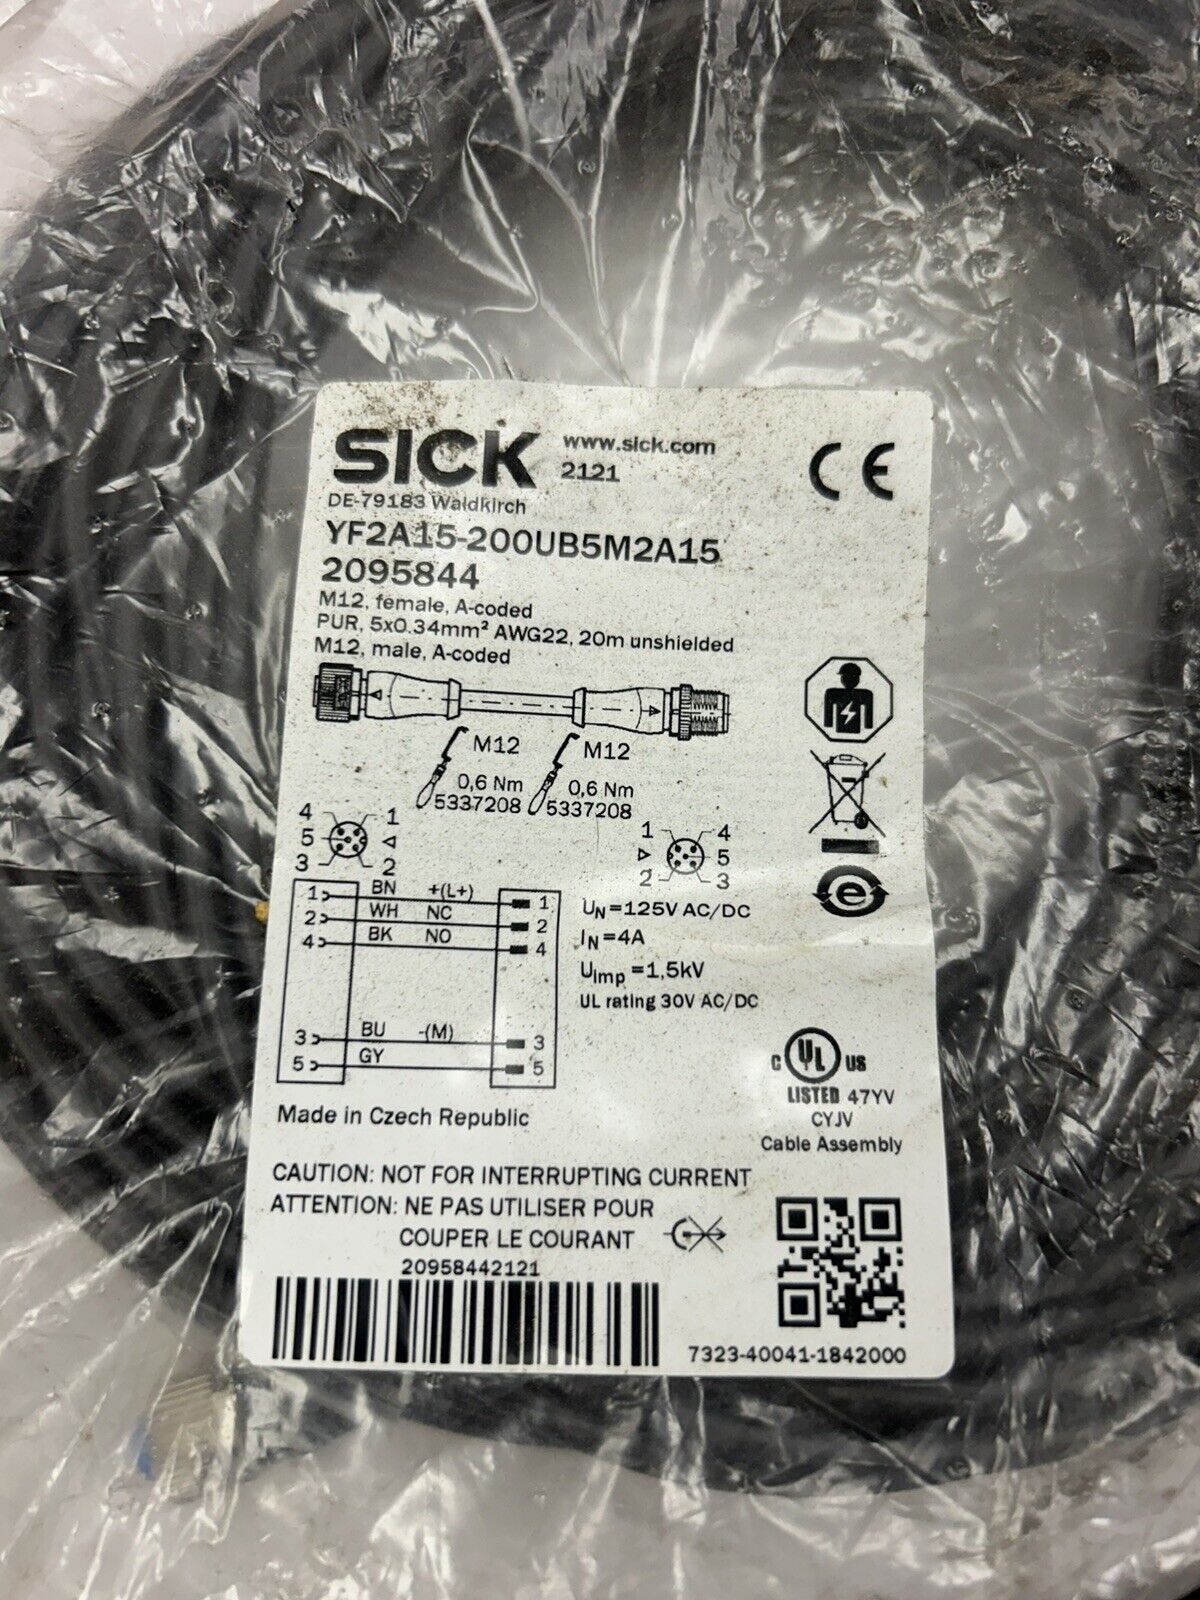 SICK www.sick.com
2121
CE
DE-79183 Waldkirch
YF2A15-200UB5M2A15
2095844
M12, female, A-coded
PUR, 5x0.34mm² AWG22, 20m unshielded
M12, male, A-coded
M12 M12
0,6 Nm 0,6 Nm
5337208 5337208
4 1
5
3 2
1 4
5
2 3
1 BN +(L+) 1
2 WH NC 2
4 BK NO 4
3 BU -(M) 3
5 GY 5
UN=125V AC/DC
IN=4A
Uimp=1,5kV
UL rating 30V AC/DC
e
C UL US
LISTED 47YV
CYJV
Cable Assembly
Made in Czech Republic
CAUTION: NOT FOR INTERRUPTING CURRENT
ATTENTION: NE PAS UTILISER POUR
COUPER LE COURANT
20958442121
7323-40041-1842000